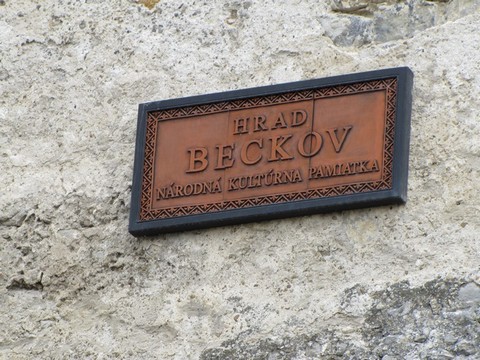 HRAD
BECKOV
NÁRODNÁ KULTÚRNA PAMIATKA